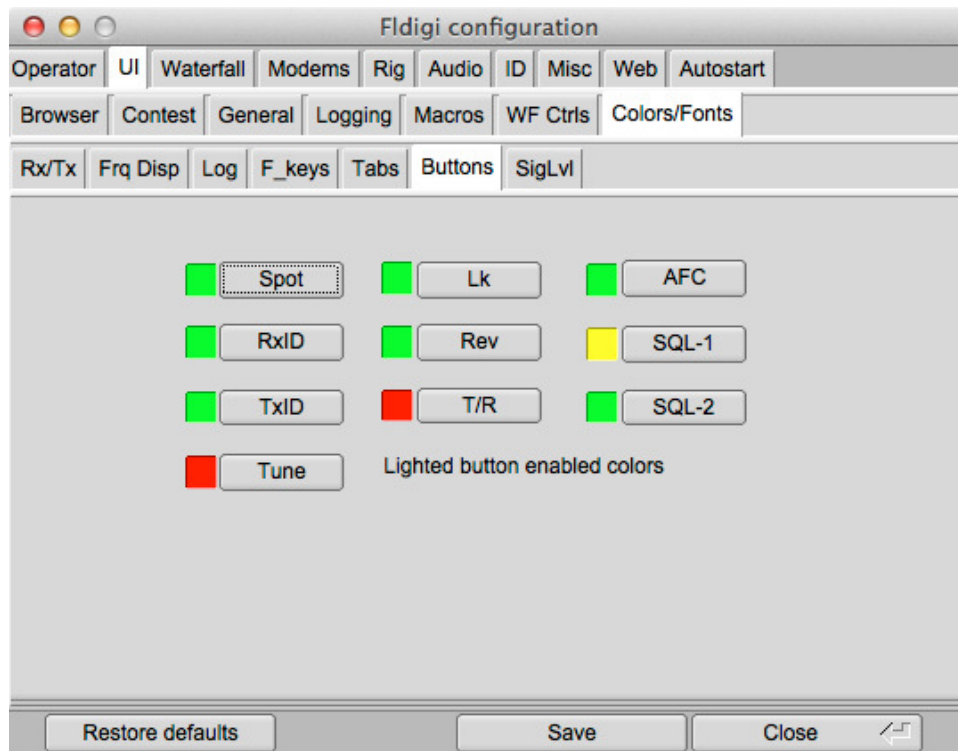 Fldigi configuration
Operator UI Waterfall Modems Rig Audio ID Misc Web Autostart
Browser Contest General Logging Macros WF Ctrls Colors/Fonts
Rx/Tx Frq Disp Log F_keys Tabs Buttons SigLvl
Spot Lk AFC
RxID Rev SQL-1
TxID T/R SQL-2
Tune Lighted button enabled colors
Restore defaults Save Close